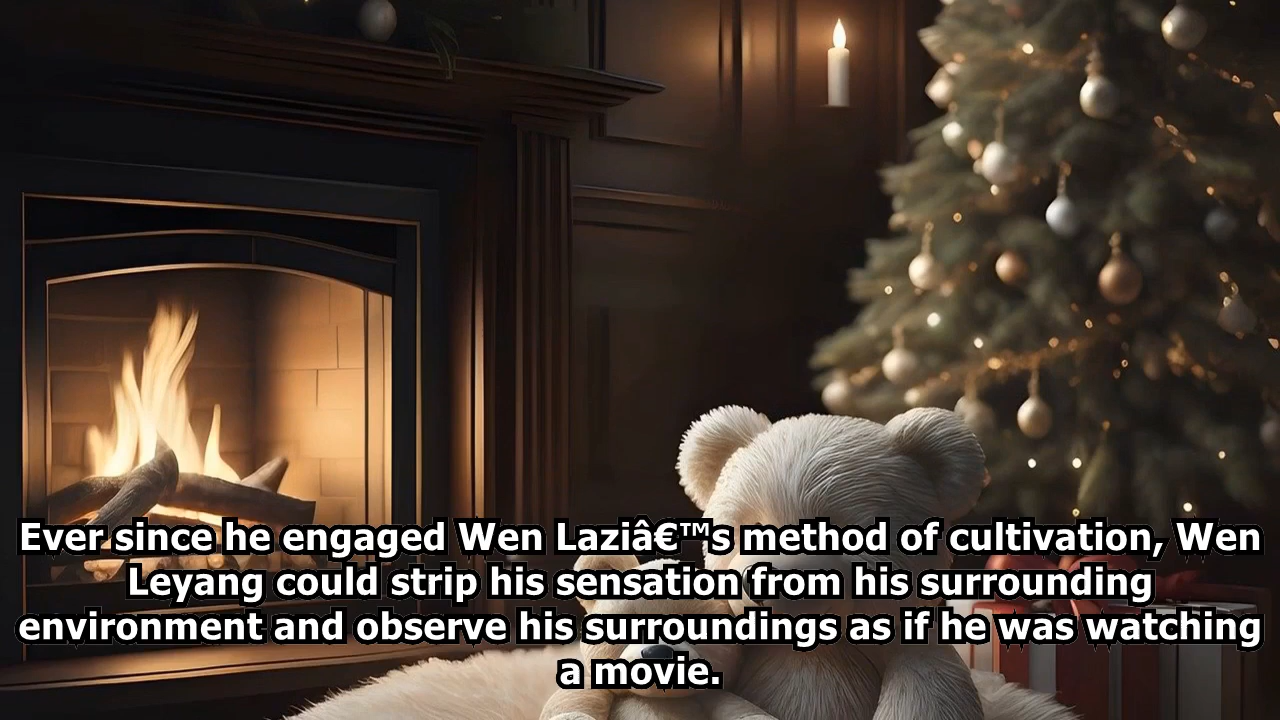 Ever since he engaged Wen Laziâ€™s method of cultivation, Wen
Leyang could strip his sensation from his surrounding
environment and observe his surroundings as if he was watching
a movie.